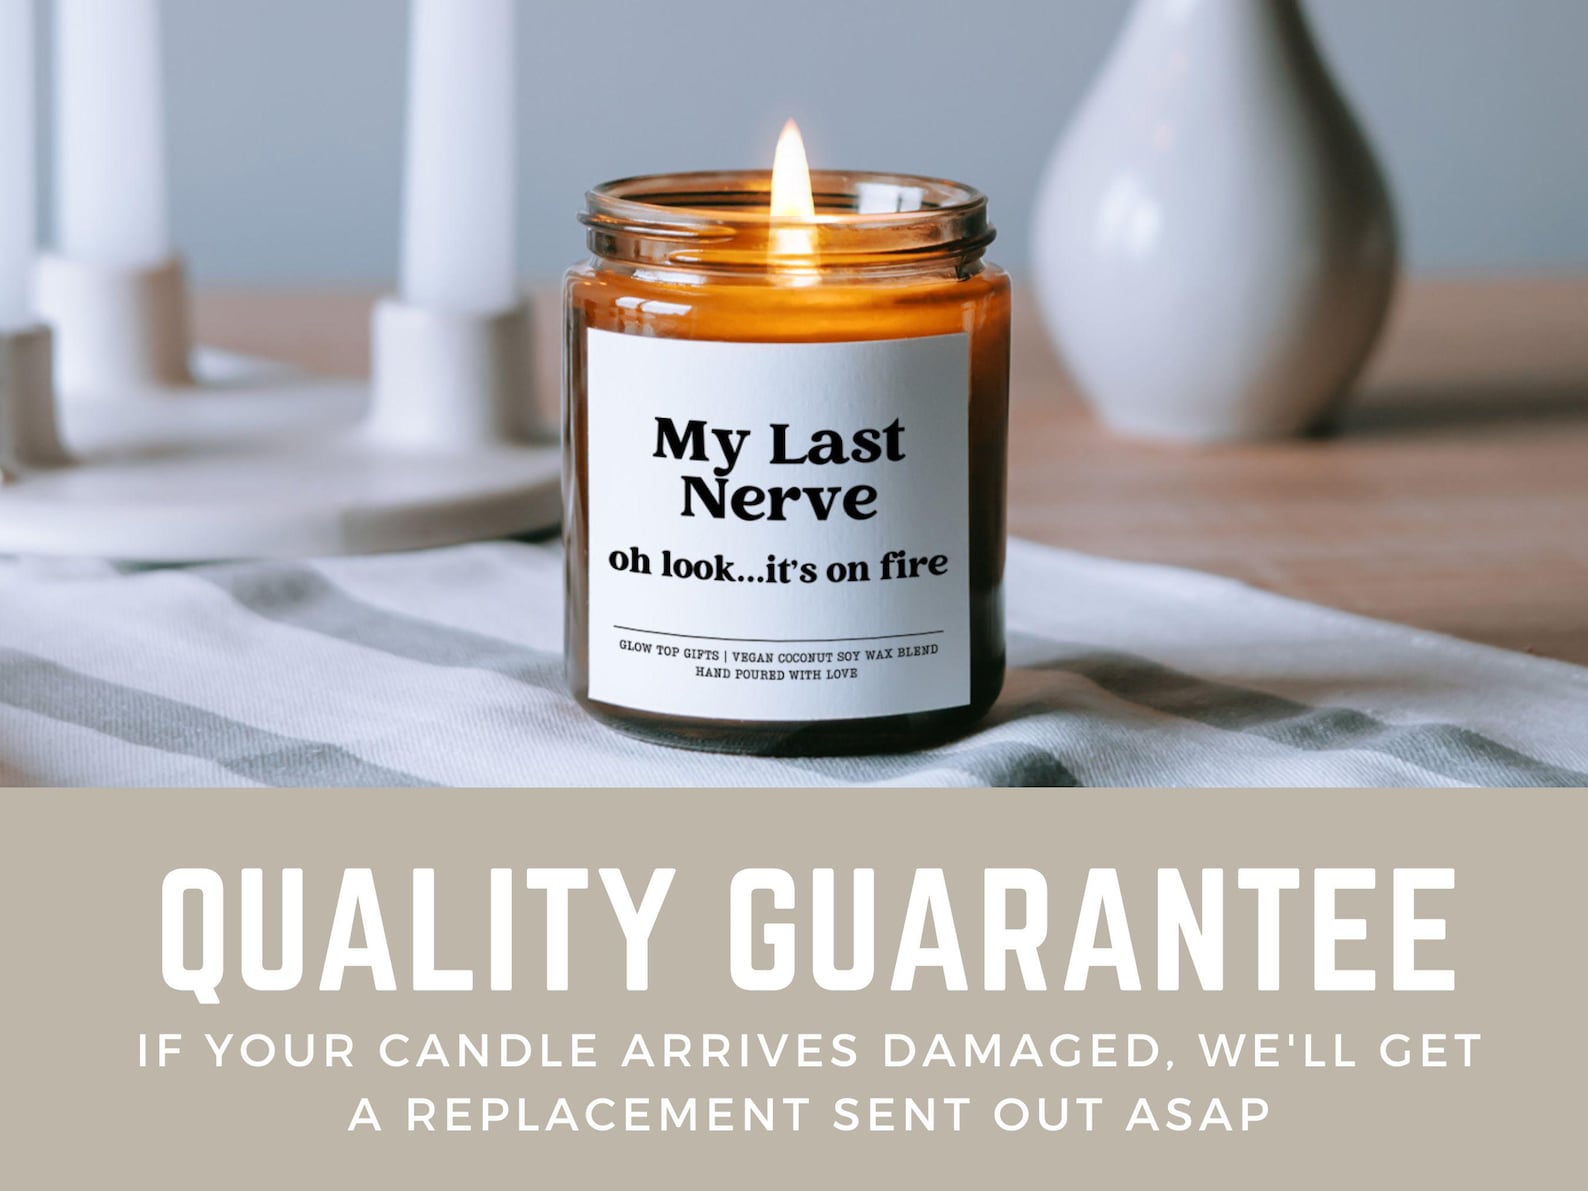 My Last
Nerve
oh look...it's on fire
GLOW TOP GIFTS | VEGAN COCONUT SOY WAX BLEND
HAND POURED WITH LOVE
QUALITY GUARANTEE
IF YOUR CANDLE ARRIVES DAMAGED, WE'LL GET
A REPLACEMENT SENT OUT ASAP